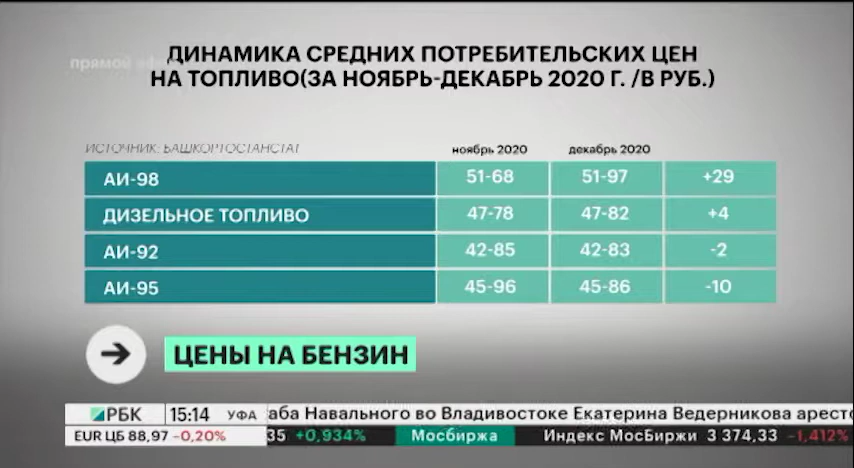 прямой
ДИНАМИКА СРЕДНИХ ПОТРЕБИТЕЛЬСКИХ ЦЕН
НА ТОПЛИВО(ЗА НОЯБРЬ-ДЕКАБРЬ 2020 Г. /В РУБ.)
ИСТОЧНИК: БАШКОРТОСТАНСТАТ ноябрь 2020 декабрь 2020
АИ-98 51-68 51-97 +29
ДИЗЕЛЬНОЕ ТОПЛИВО 47-78 47-82 +4
АИ-92 42-85 42-83 -2
АИ-95 45-96 45-86 -10
ЦЕНЫ НА БЕНЗИН
РБК 15:14 УФА аба Навального во Владивостоке Екатерина Ведерникова аресто
EUR ЦБ 88,97 -0,20% 35 +0,934% Мосбиржа Индекс МосБиржи 3 374,33 -1,412%